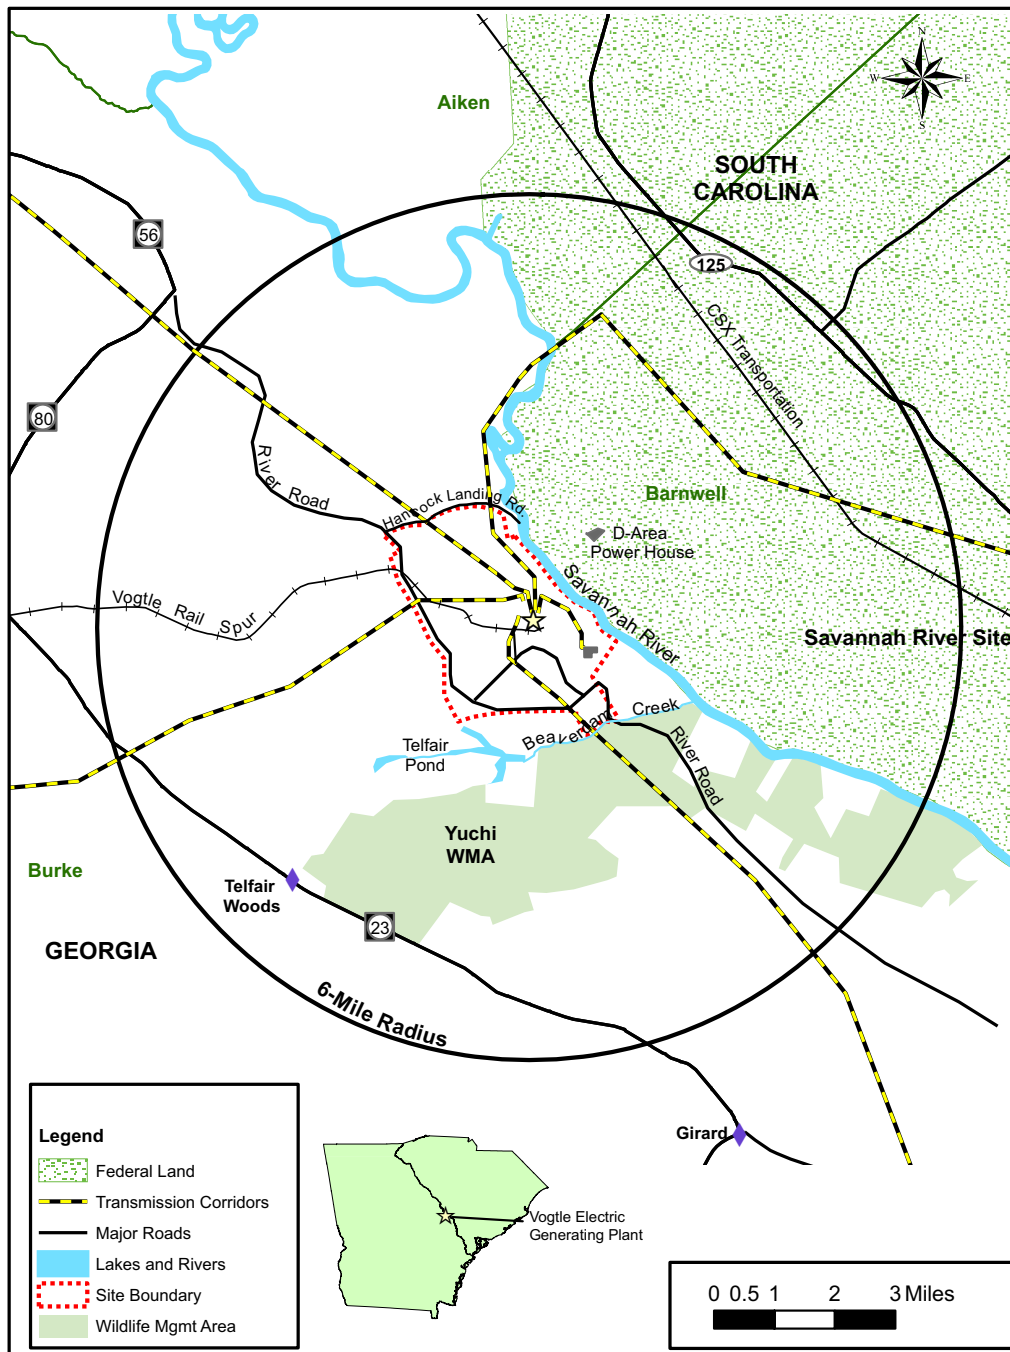 N
W
E
S
Aiken
SOUTH
CAROLINA
56
125
CSX Transportation
80
River Road
Hancock Landing Rd.
Barnwell
D-Area
Power House
Savannah River
Vogtle Rail Spur
Savannah River Site
Beaverdam Creek
Telfair
Pond
River Road
Yuchi
WMA
Burke
Telfair
Woods
23
GEORGIA
6-Mile Radius
Girard
Legend
Federal Land
Transmission Corridors
Major Roads
Lakes and Rivers
Site Boundary
Wildlife Mgmt Area
Vogtle Electric
Generating Plant
0 0.5 1 2 3 Miles